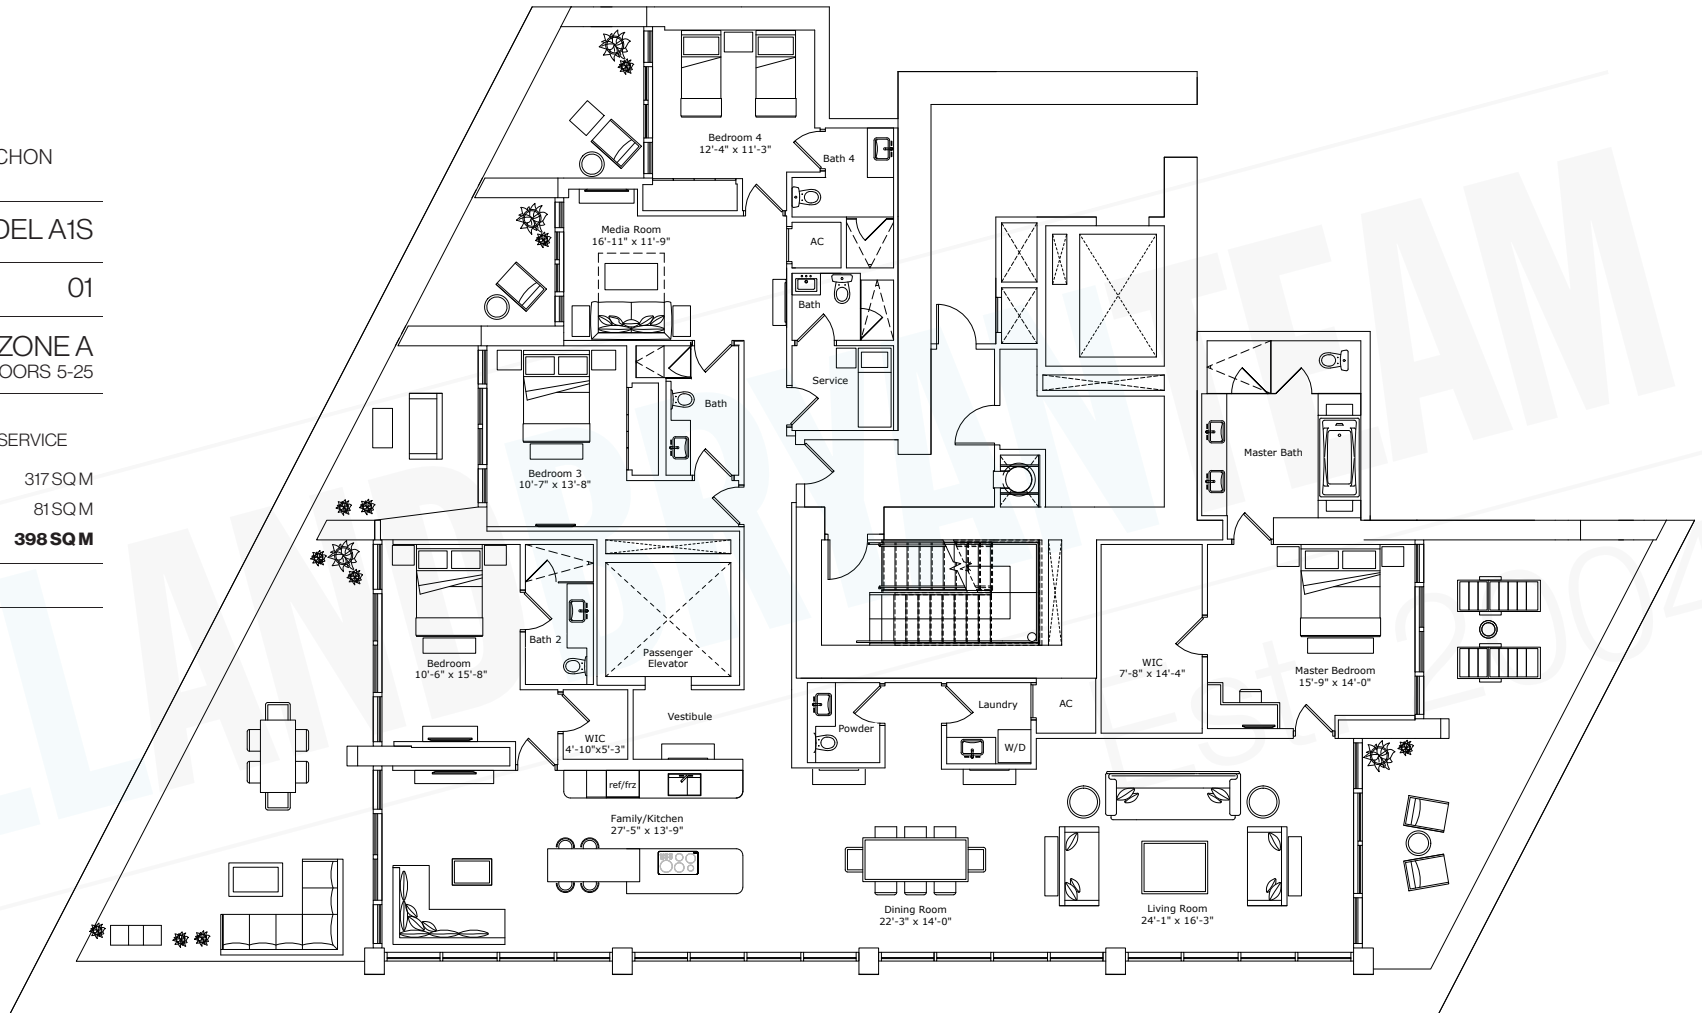 CHON
DEL A1S
01
ZONE A
OORS 5-25
SERVICE
317 SQ M
81 SQ M
398 SQ M
Bedroom 4
12'-4" x 11'-3"
Bath 4
Media Room
16'-11" x 11'-9"
AC
Bath
Service
Bath
Bedroom 3
10'-7" x 13'-8"
Master Bath
Bath 2
Bedroom
10'-6" x 15'-8"
Passenger
Elevator
WIC
7'-8" x 14'-4"
Master Bedroom
15'-9" x 14'-0"
Vestibule
WIC
4'-10"x5'-3"
Powder
Laundry
AC
W/D
ref/frz
Family/Kitchen
27'-5" x 13'-9"
Dining Room
22'-3" x 14'-0"
Living Room
24'-1" x 16'-3"
LLANDBRYANTEAM
Est. 2004